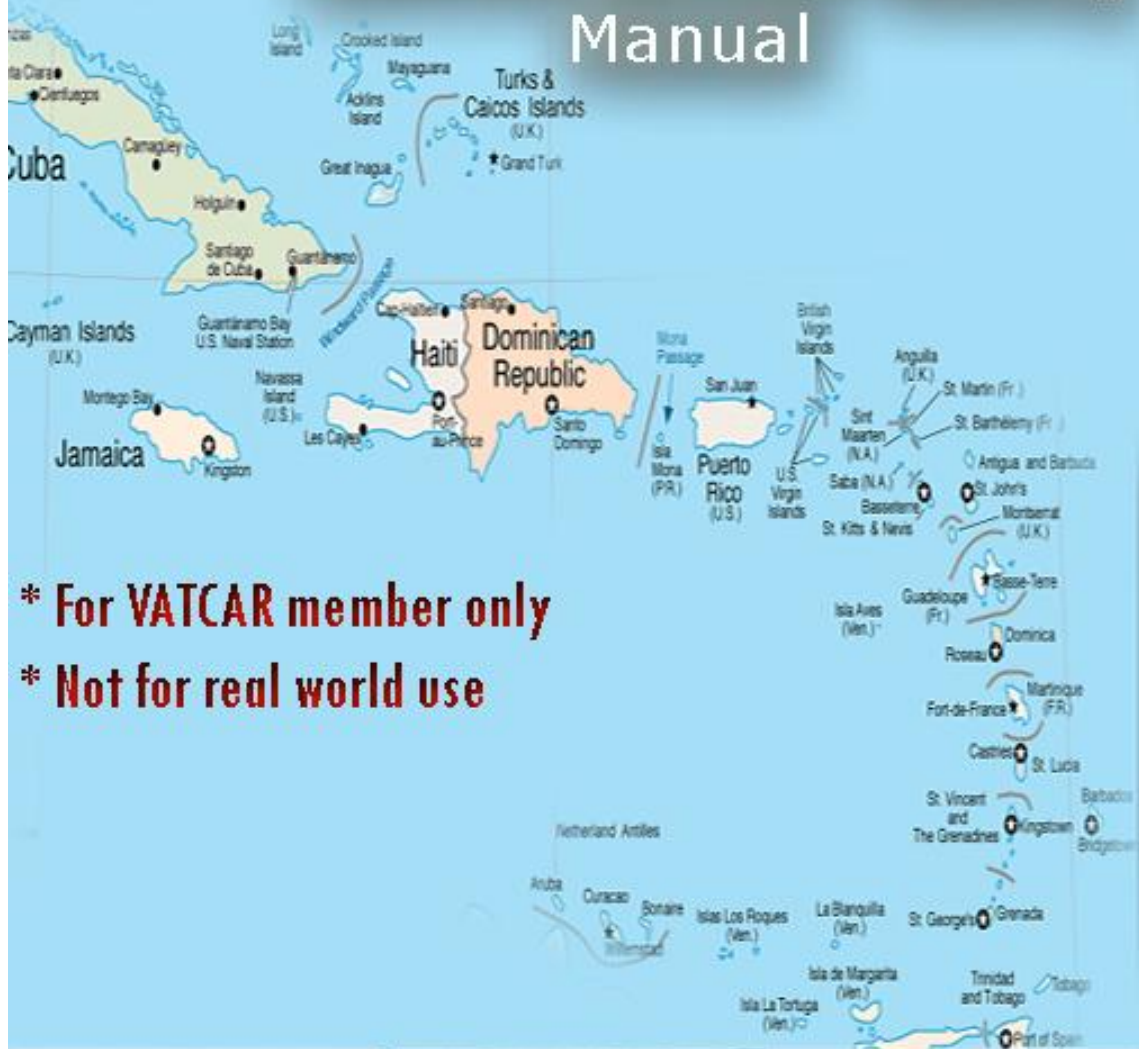 Manual
Long
Island
Crooked Island
Mayaguana
Acklins
Island
Turks &
Caicos Islands
(U.K.)
Grand Turk
Great Inagua
Cienfuegos
Camagüey
Holguin
Santiago
de Cuba
Guantánamo
Guantánamo Bay
U.S. Naval Station
Windward Passage
(U.K.)
Montego Bay
Jamaica
Kingston
Navassa
Island
(U.S.)
Cap-Haïtien
Santiago
Haiti
Dominican
Republic
Les Cayes
Port-
au-Prince
Santo
Domingo
Mona
Passage
Isla
Mona
(P.R.)
San Juan
Puerto
Rico
(U.S.)
British
Virgin
Islands
U.S.
Virgin
Islands
Anguilla
(U.K.)
St. Martin (Fr.)
Sint
Maarten
(N.A.)
St. Barthélemy (Fr.)
Saba (N.A.)
Antigua and Barbuda
St. John's
Basseterre
St. Kitts & Nevis
Montserrat
(U.K.)
Guadeloupe
(Fr.)
Basse-Terre
Isla Aves
(Ven.)
Dominica
Roseau
Martinique
(F.R.)
Fort-de-France
Castries
St. Lucia
St. Vincent
and
The Grenadines
Kingstown
Barbados
Bridgetown
* For VATCAR member only
* Not for real world use
Netherland Antilles
Aruba
Curacao
Bonaire
Willemstad
Islas Los Roques
(Ven.)
La Blanquilla
(Ven.)
St. George's
Grenada
Isla de Margarita
(Ven.)
Isla La Tortuga
(Ven.)
Trinidad
and Tobago
Tobago
Port of Spain